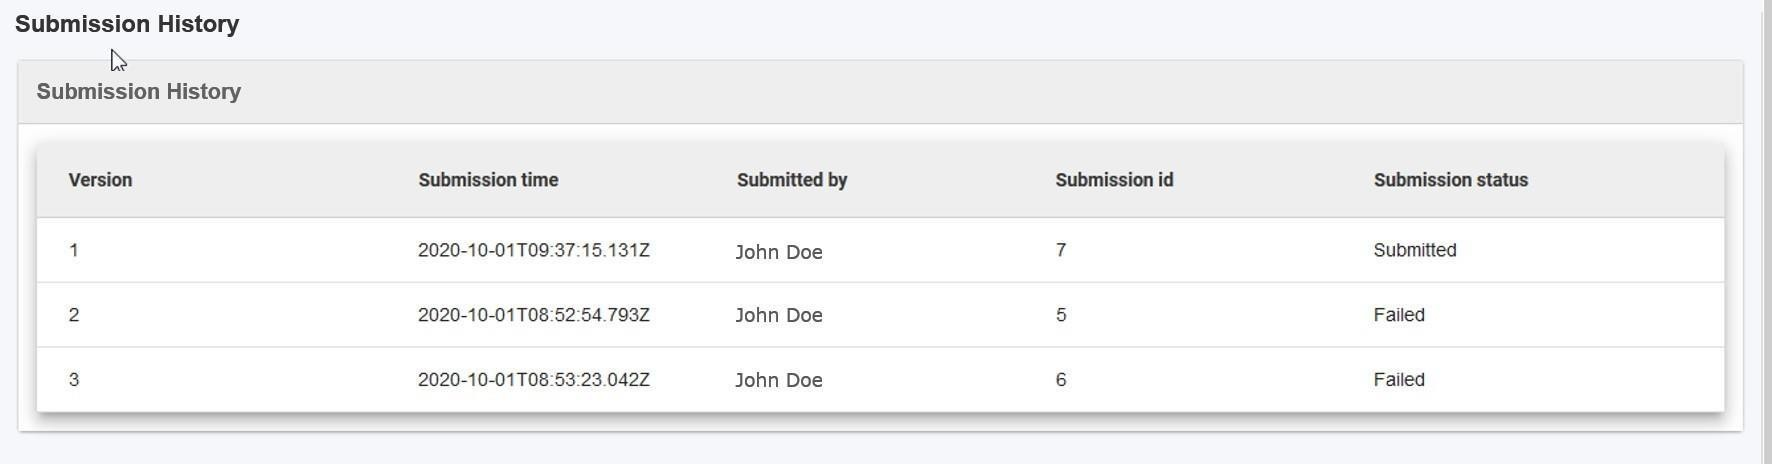 Submission History
Submission History
Version Submission time Submitted by Submission id Submission status
1 2020-10-01T09:37:15.131Z John Doe 7 Submitted
2 2020-10-01T08:52:54.793Z John Doe 5 Failed
3 2020-10-01T08:53:23.042Z John Doe 6 Failed